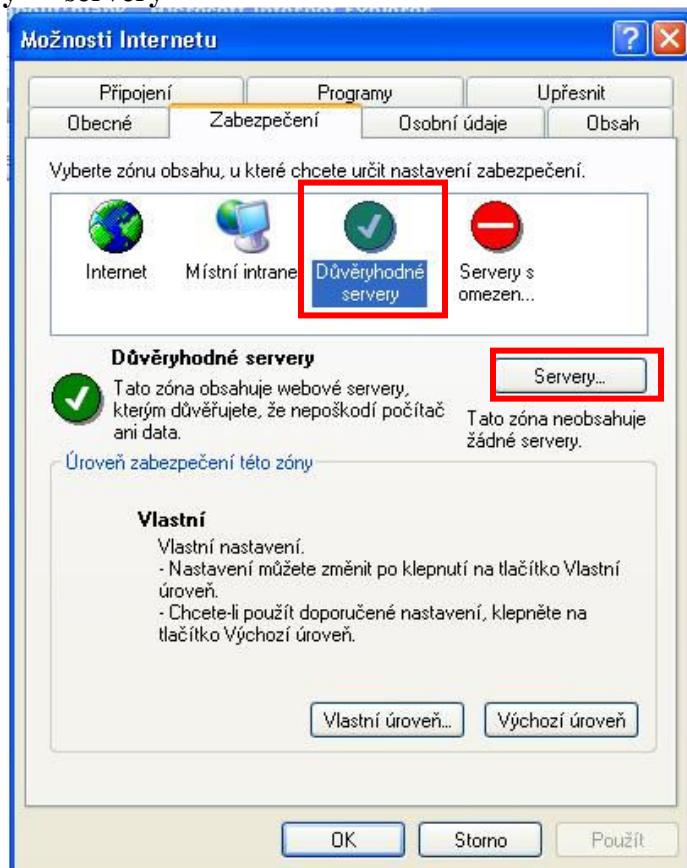 y servery
Možnosti Internetu
Připojení Programy Upřesnit
Obecné Zabezpečení Osobní údaje Obsah
Vyberte zónu obsahu, u které chcete určit nastavení zabezpečení.
Internet Místní intrane Důvěryhodné servery Servery s omezen...
Důvěryhodné servery
Servery...
Tato zóna obsahuje webové servery,
kterým důvěřujete, že nepoškodí počítač
ani data.
Tato zóna neobsahuje
žádné servery.
Úroveň zabezpečení této zóny
Vlastní
Vlastní nastavení.
- Nastavení můžete změnit po klepnutí na tlačítko Vlastní
úroveň.
- Chcete-li použít doporučené nastavení, klepněte na
tlačítko Výchozí úroveň.
Vlastní úroveň... Výchozí úroveň
OK Storno Použít